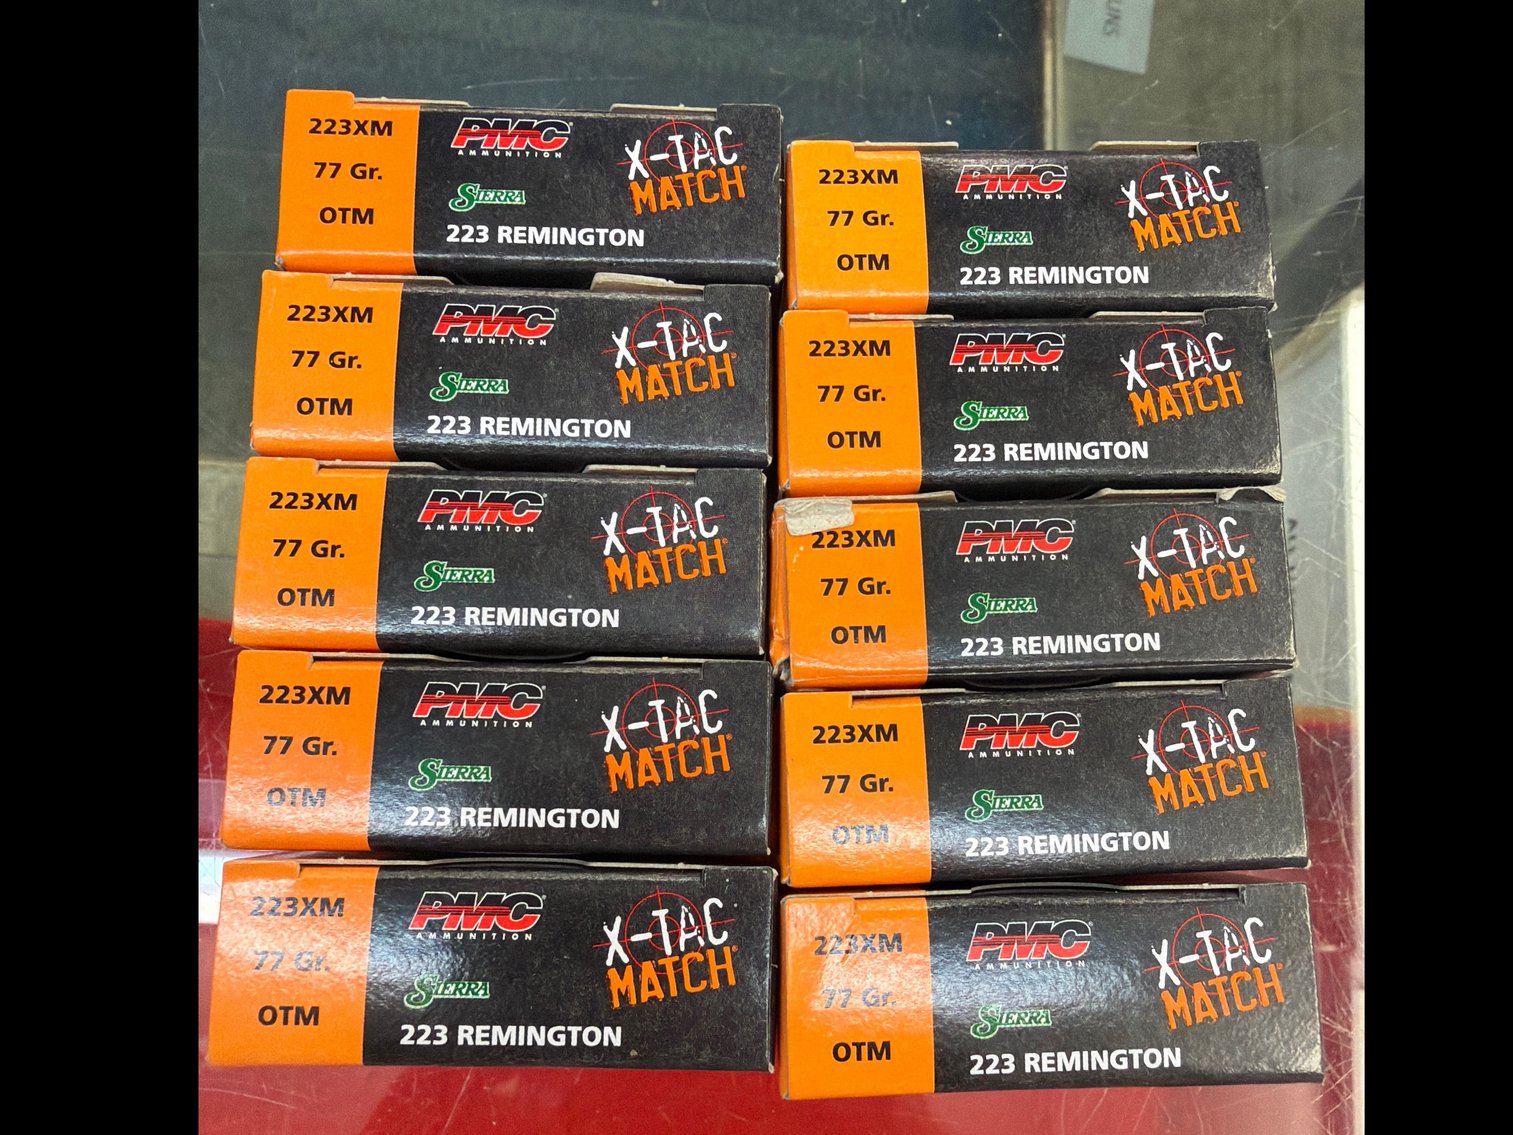 223XM
77 Gr.
OTM
PMC
AMMUNITION
SIERRA
223 REMINGTON
X-TAC
MATCH
223XM
77 Gr.
OTM
PMC
AMMUNITION
SIERRA
223 REMINGTON
X-TAC
MATCH
223XM
77 Gr.
OTM
PMC
AMMUNITION
SIERRA
223 REMINGTON
X-TAC
MATCH
223XM
77 Gr.
OTM
PMC
AMMUNITION
SIERRA
223 REMINGTON
X-TAC
MATCH
223XM
77 Gr.
OTM
PMC
AMMUNITION
SIERRA
223 REMINGTON
X-TAC
MATCH
223XM
77 Gr.
OTM
PMC
AMMUNITION
SIERRA
223 REMINGTON
X-TAC
MATCH
223XM
77 Gr.
OTM
PMC
AMMUNITION
SIERRA
223 REMINGTON
X-TAC
MATCH
223XM
77 Gr.
OTM
PMC
AMMUNITION
SIERRA
223 REMINGTON
X-TAC
MATCH
223XM
77 Gr.
OTM
PMC
AMMUNITION
SIERRA
223 REMINGTON
X-TAC
MATCH
223XM
77 Gr.
OTM
PMC
AMMUNITION
SIERRA
223 REMINGTON
X-TAC
MATCH